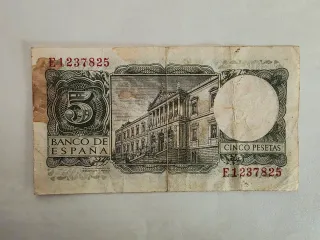 E1237825
5
BANCO DE
ESPAÑA
CINCO PESETAS
E1237825